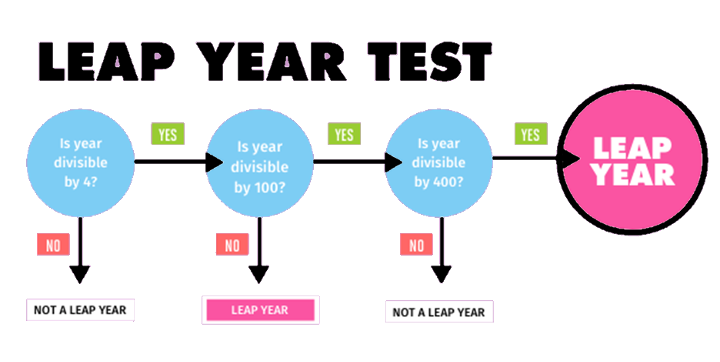 LEAP YEAR TEST
Is year
divisible
by 4?
YES
Is year
divisible
by 100?
YES
Is year
divisible
by 400?
YES
LEAP
YEAR
NO
NO
NO
NOT A LEAP YEAR
LEAP YEAR
NOT A LEAP YEAR